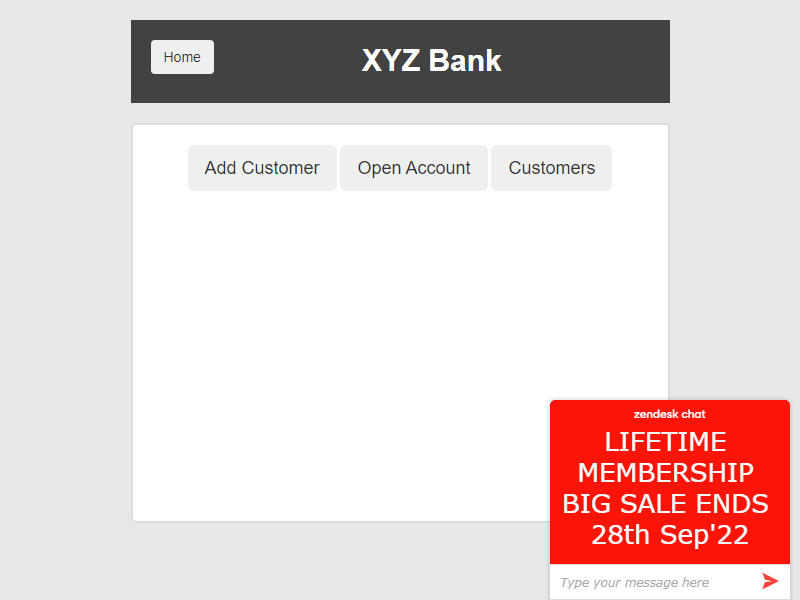 Home
XYZ Bank
Add Customer
Open Account
Customers
zendesk chat
LIFETIME
MEMBERSHIP
BIG SALE ENDS
28th Sep'22
Type your message here